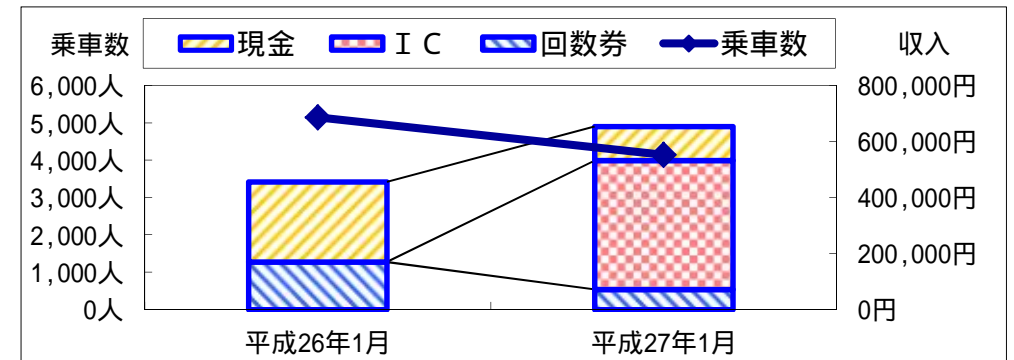 乗車数 現金 ＩＣ 回数券 乗車数 収入
6,000人 800,000円
5,000人
4,000人 600,000円
3,000人 400,000円
2,000人
1,000人 200,000円
0人 0円
平成26年1月 平成27年1月